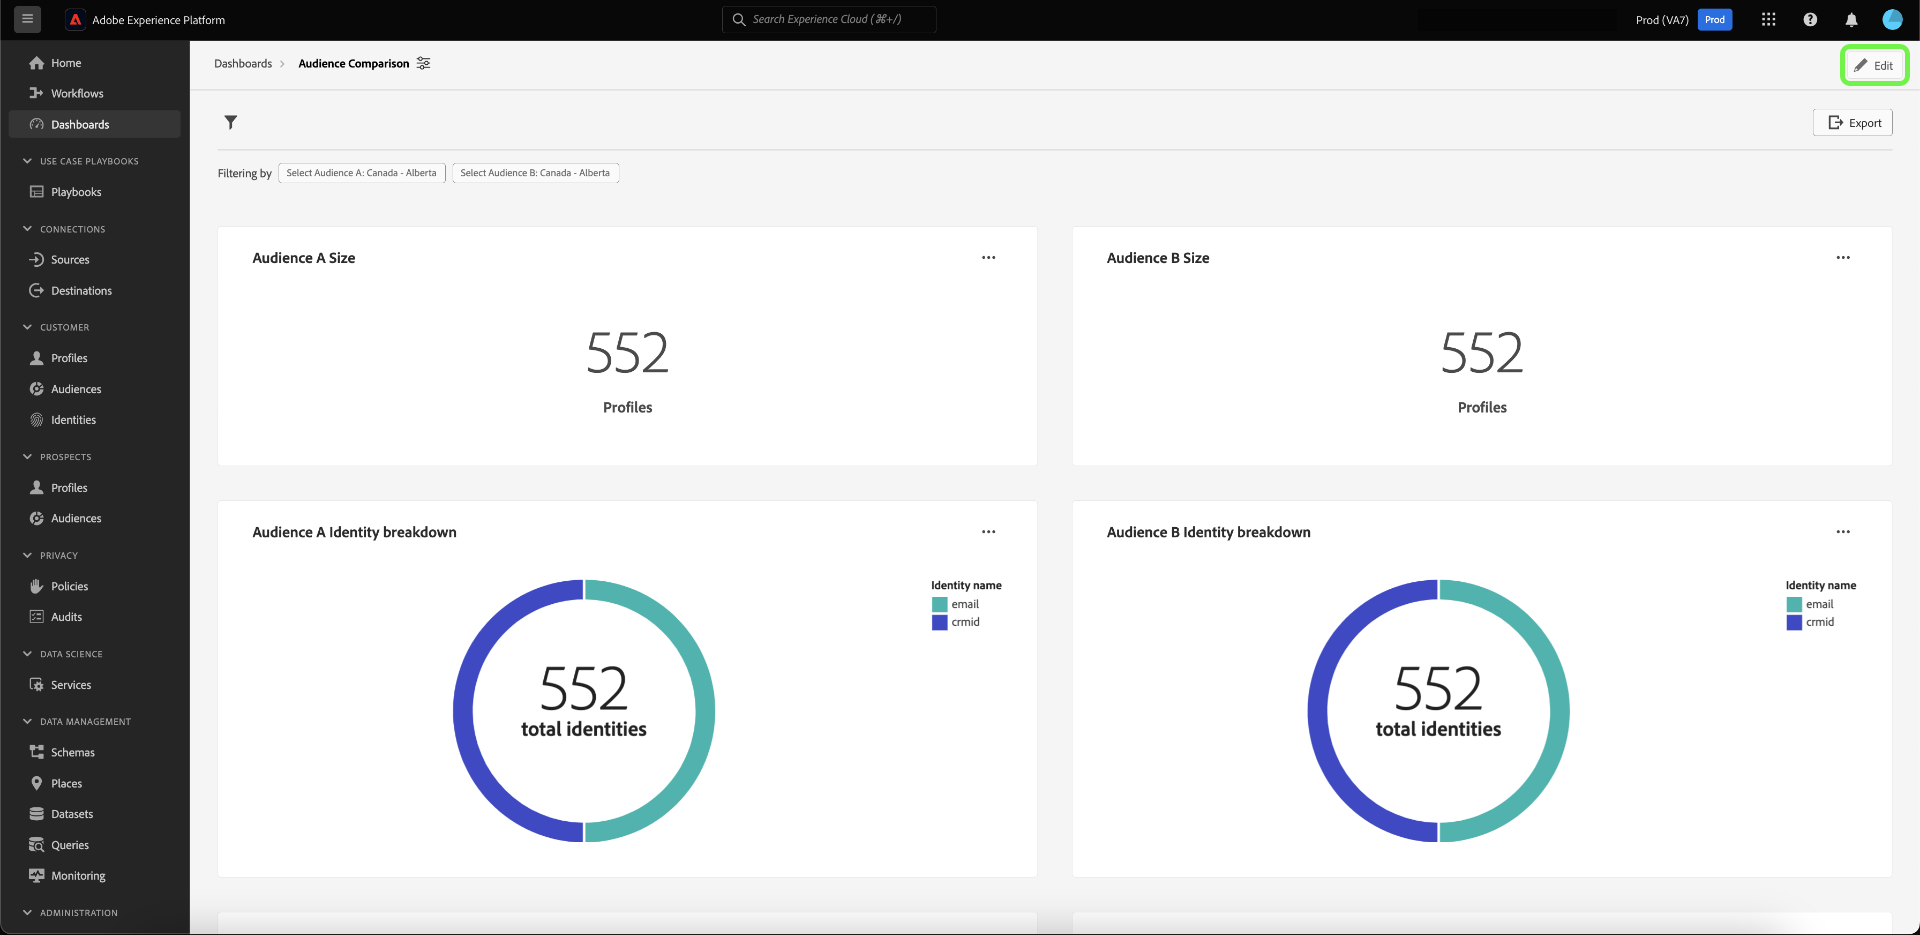 Adobe Experience Platform
Search Experience Cloud (⌘+/)
Prod (VA7)
Prod
Home
Workflows
Dashboards
USE CASE PLAYBOOKS
Playbooks
CONNECTIONS
Sources
Destinations
CUSTOMER
Profiles
Audiences
Identities
PROSPECTS
Profiles
Audiences
PRIVACY
Policies
Audits
DATA SCIENCE
Services
DATA MANAGEMENT
Schemas
Places
Datasets
Queries
Monitoring
ADMINISTRATION
Dashboards > Audience Comparison
Edit
Export
Filtering by Select Audience A: Canada - Alberta Select Audience B: Canada - Alberta
Audience A Size
552
Profiles
Audience B Size
552
Profiles
Audience A Identity breakdown
Identity name
email
crmid
552
total identities
Audience B Identity breakdown
Identity name
email
crmid
552
total identities